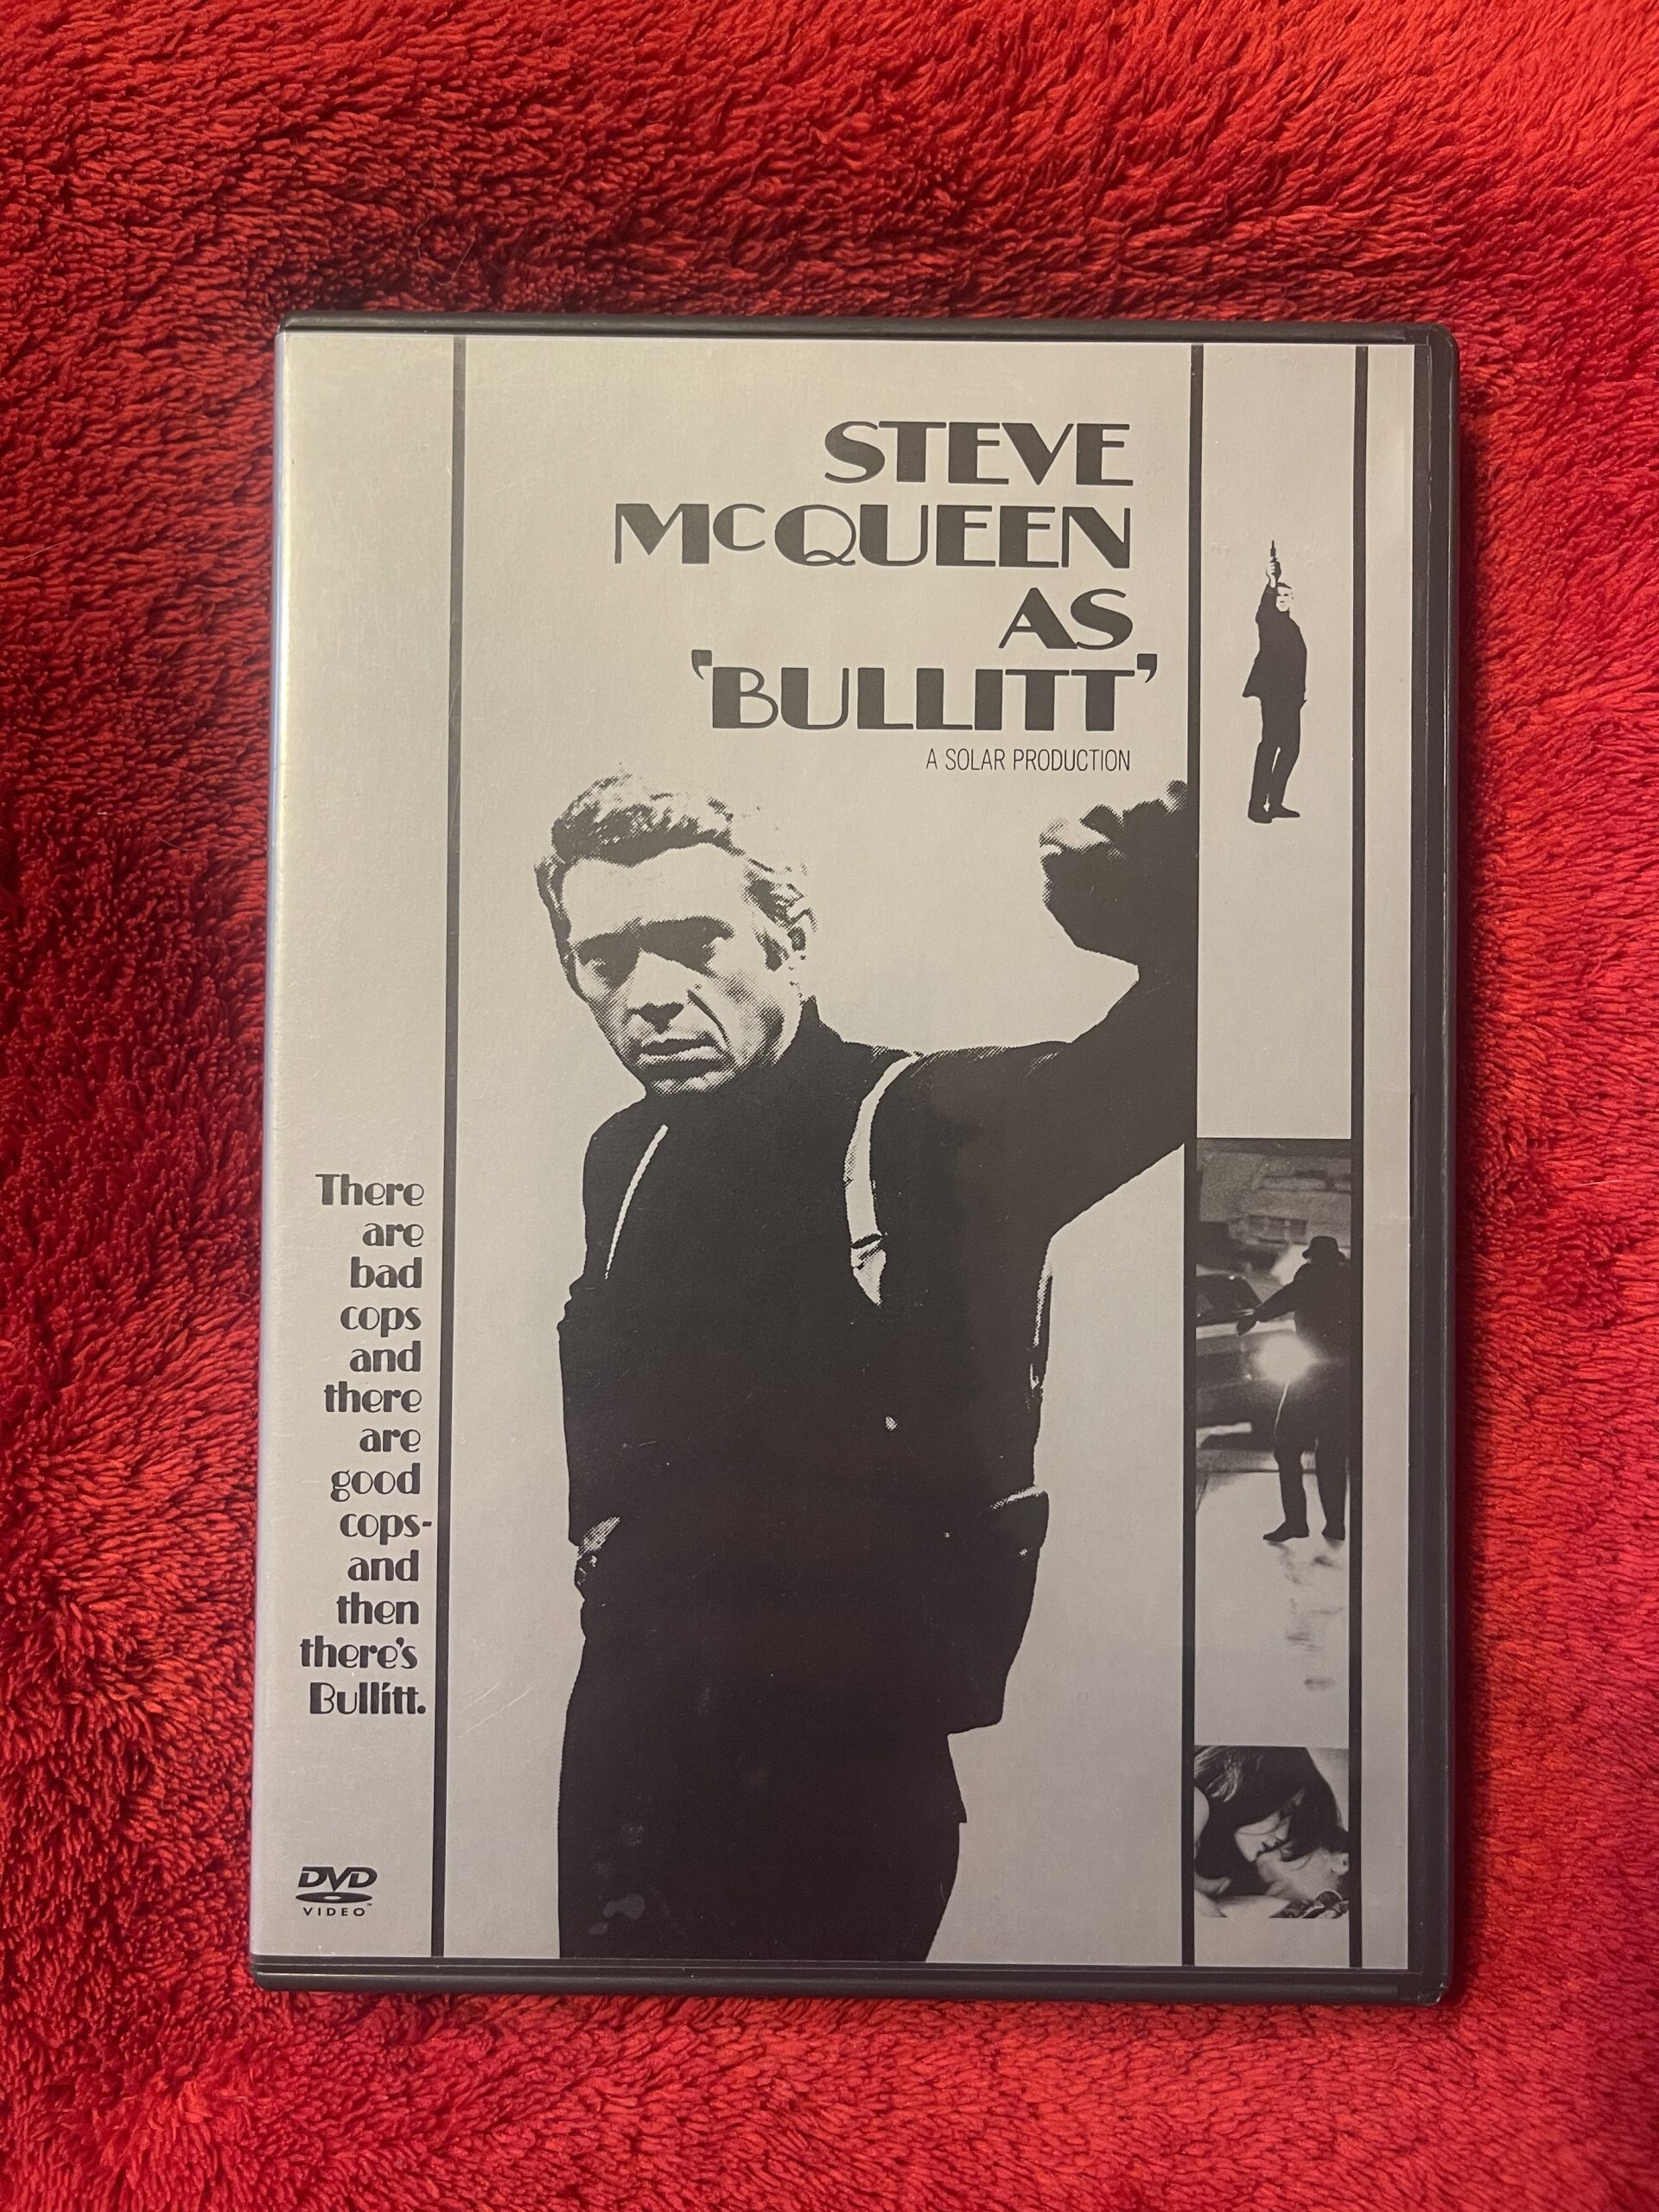 STEVE
McQUEEN
AS
'BULLITT'
A SOLAR PRODUCTION
There
are
bad
cops
and
there
are
good
cops-
and
then
there's
Bullitt.
DVD
VIDEO™